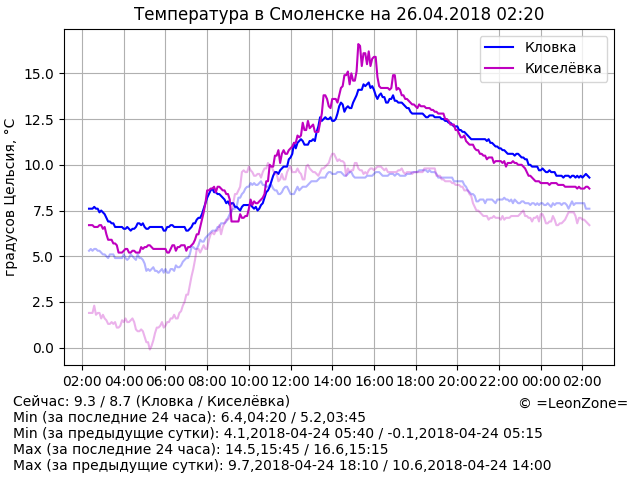 Температура в Смоленске на 26.04.2018 02:20
градусов Цельсия, °C
15.0
12.5
10.0
7.5
5.0
2.5
0.0
Кловка
Киселёвка
02:00 04:00 06:00 08:00 10:00 12:00 14:00 16:00 18:00 20:00 22:00 00:00 02:00
Сейчас: 9.3 / 8.7 (Кловка / Киселёвка)
© =LeonZone=
Min (за последние 24 часа): 6.4,04:20 / 5.2,03:45
Min (за предыдущие сутки): 4.1,2018-04-24 05:40 / -0.1,2018-04-24 05:15
Max (за последние 24 часа): 14.5,15:45 / 16.6,15:15
Max (за предыдущие сутки): 9.7,2018-04-24 18:10 / 10.6,2018-04-24 14:00